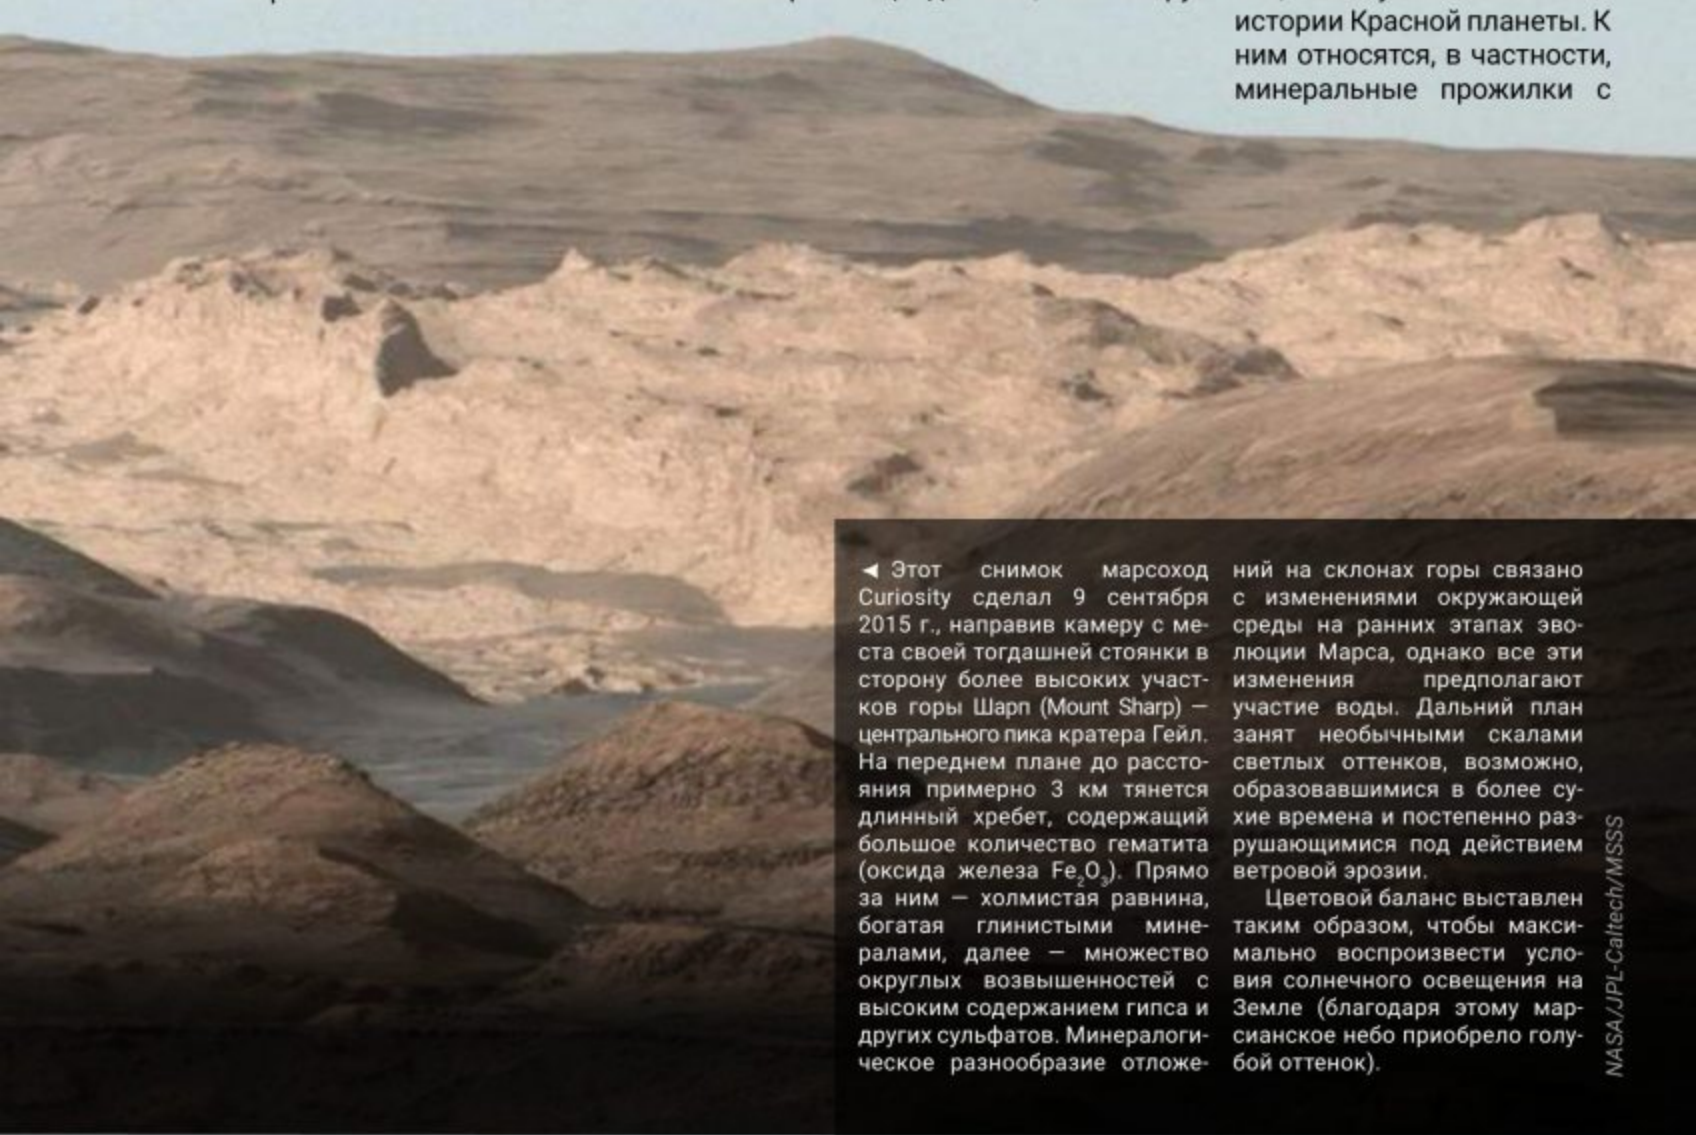 истории Красной планеты. К
ним относятся, в частности,
минеральные прожилки с
◄ Этот снимок марсоход
Curiosity сделал 9 сентября
2015 г., направив камеру с ме-
ста своей тогдашней стоянки в
сторону более высоких участ-
ков горы Шарп (Mount Sharp) —
центрального пика кратера Гейл.
На переднем плане до рассто-
яния примерно 3 км тянется
длинный хребет, содержащий
большое количество гематита
(оксида железа Fe₂O₃). Прямо
за ним — холмистая равнина,
богатая глинистыми мине-
ралами, далее — множество
округлых возвышенностей с
высоким содержанием гипса и
других сульфатов. Минералоги-
ческое разнообразие отложе-
ний на склонах горы связано
с изменениями окружающей
среды на ранних этапах эво-
люции Марса, однако все эти
изменения предполагают
участие воды. Дальний план
занят необычными скалами
светлых оттенков, возможно,
образовавшимися в более су-
хие времена и постепенно раз-
рушающимися под действием
ветровой эрозии.
Цветовой баланс выставлен
таким образом, чтобы макси-
мально воспроизвести усло-
вия солнечного освещения на
Земле (благодаря этому мар-
сианское небо приобрело голу-
бой оттенок).
NASA/JPL-Caltech/MSSS